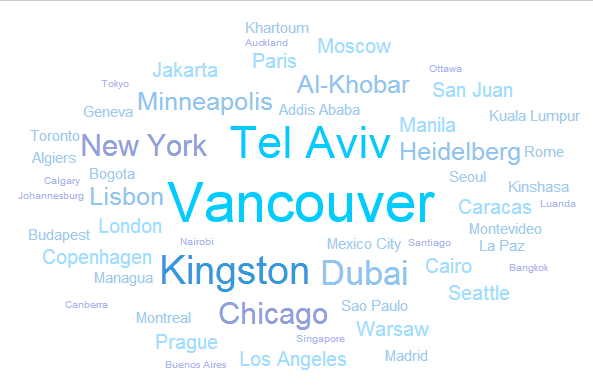 Khartoum
Auckland
Moscow
Paris
Ottawa
Jakarta
Tokyo
Al-Khobar
San Juan
Minneapolis
Geneva
Addis Ababa
Kuala Lumpur
Manila
Toronto
New York
Tel Aviv
Heidelberg
Rome
Algiers
Bogota
Seoul
Calgary
Kinshasa
Johannesburg
Lisbon
Vancouver
Caracas
Luanda
London
Montevideo
Budapest
Nairobi
Mexico City
Santiago
La Paz
Copenhagen
Kingston
Dubai
Cairo
Bangkok
Managua
Seattle
Canberra
Montreal
Chicago
Sao Paulo
Warsaw
Prague
Singapore
Los Angeles
Madrid
Buenos Aires